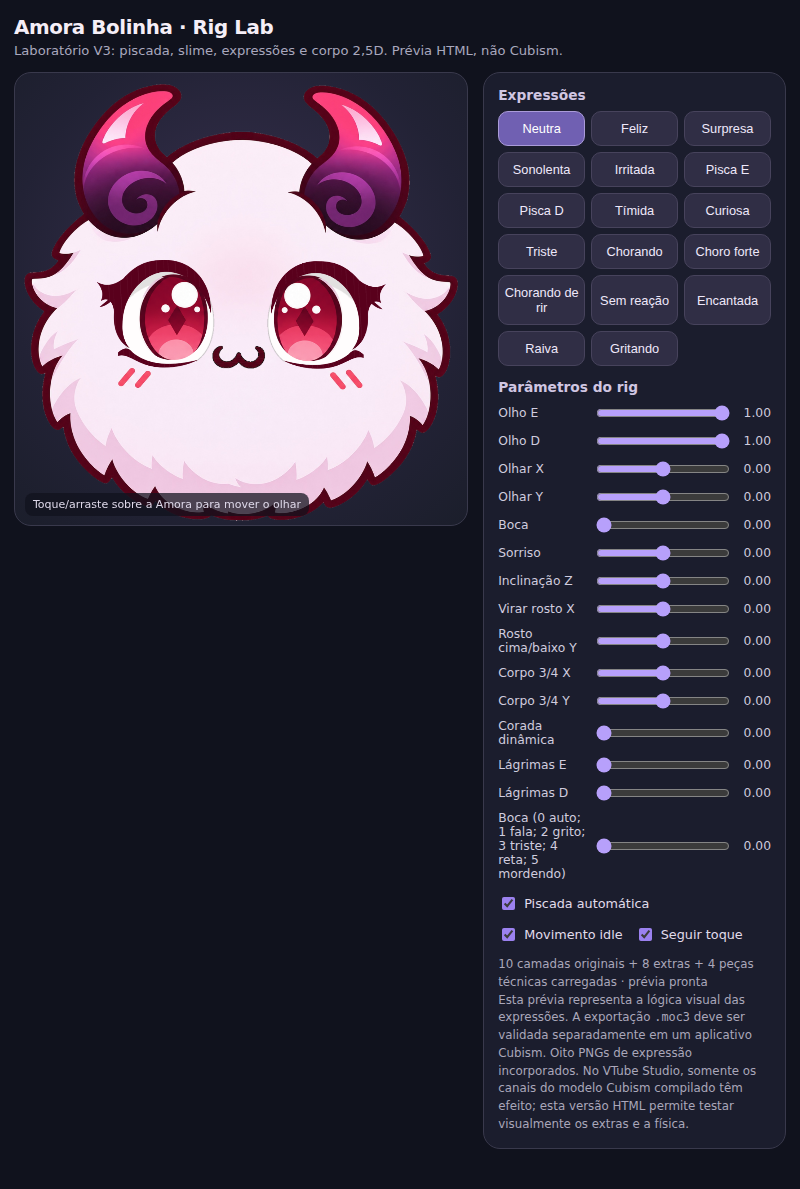 Amora Bolinha · Rig Lab
Laboratório V3: piscada, slime, expressões e corpo 2,5D. Prévia HTML, não Cubism.
Toque/arraste sobre a Amora para mover o olhar
Expressões
Neutra
Feliz
Surpresa
Sonolenta
Irritada
Pisca E
Pisca D
Tímida
Curiosa
Triste
Chorando
Choro forte
Chorando de
rir
Sem reação
Encantada
Raiva
Gritando
Parâmetros do rig
Olho E 1.00
Olho D 1.00
Olhar X 0.00
Olhar Y 0.00
Boca 0.00
Sorriso 0.00
Inclinação Z 0.00
Virar rosto X 0.00
Rosto
cima/baixo Y 0.00
Corpo 3/4 X 0.00
Corpo 3/4 Y 0.00
Corada
dinâmica 0.00
Lágrimas E 0.00
Lágrimas D 0.00
Boca (0 auto;
1 fala; 2 grito;
3 triste; 4
reta; 5
mordendo) 0.00
Piscada automática
Movimento idle Seguir toque
10 camadas originais + 8 extras + 4 peças
técnicas carregadas · prévia pronta
Esta prévia representa a lógica visual das
expressões. A exportação .moc3 deve ser
validada separadamente em um aplicativo
Cubism. Oito PNGs de expressão
incorporados. No VTube Studio, somente os
canais do modelo Cubism compilado têm
efeito; esta versão HTML permite testar
visualmente os extras e a física.